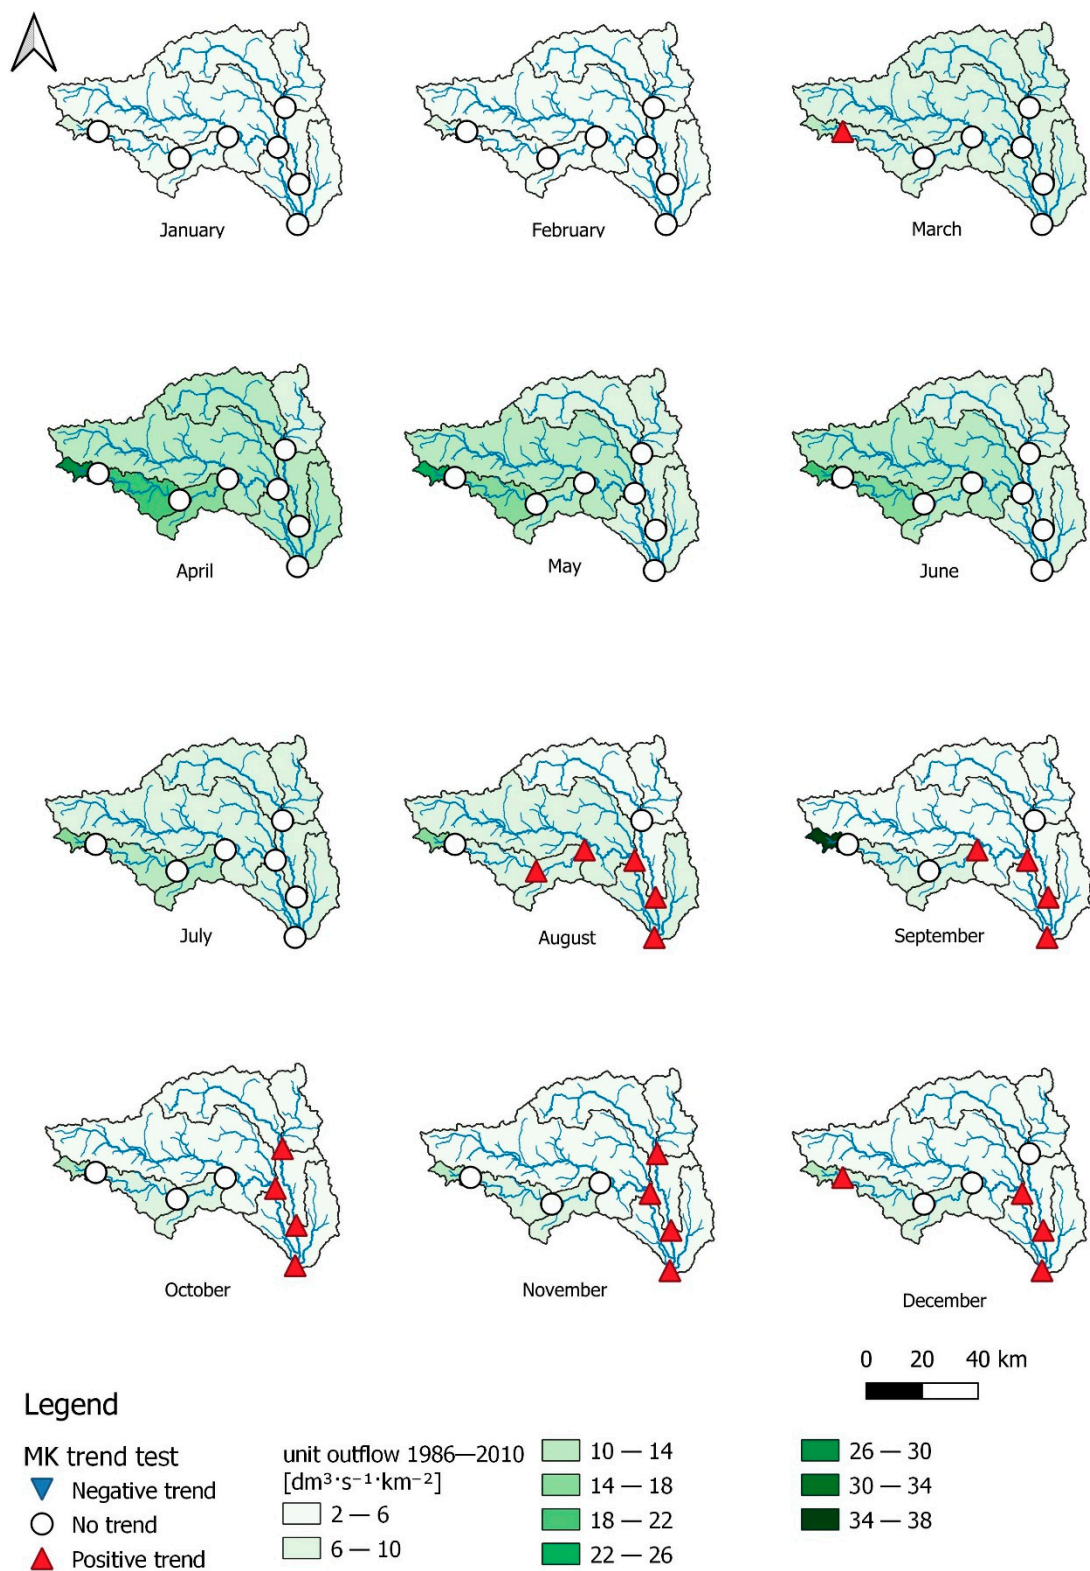 January
February
March
April
May
June
July
August
September
October
November
December
0 20 40 km
Legend
MK trend test
Negative trend
No trend
Positive trend
unit outflow 1986—2010
[dm³·s⁻¹·km⁻²]
2 — 6
6 — 10
10 — 14
14 — 18
18 — 22
22 — 26
26 — 30
30 — 34
34 — 38